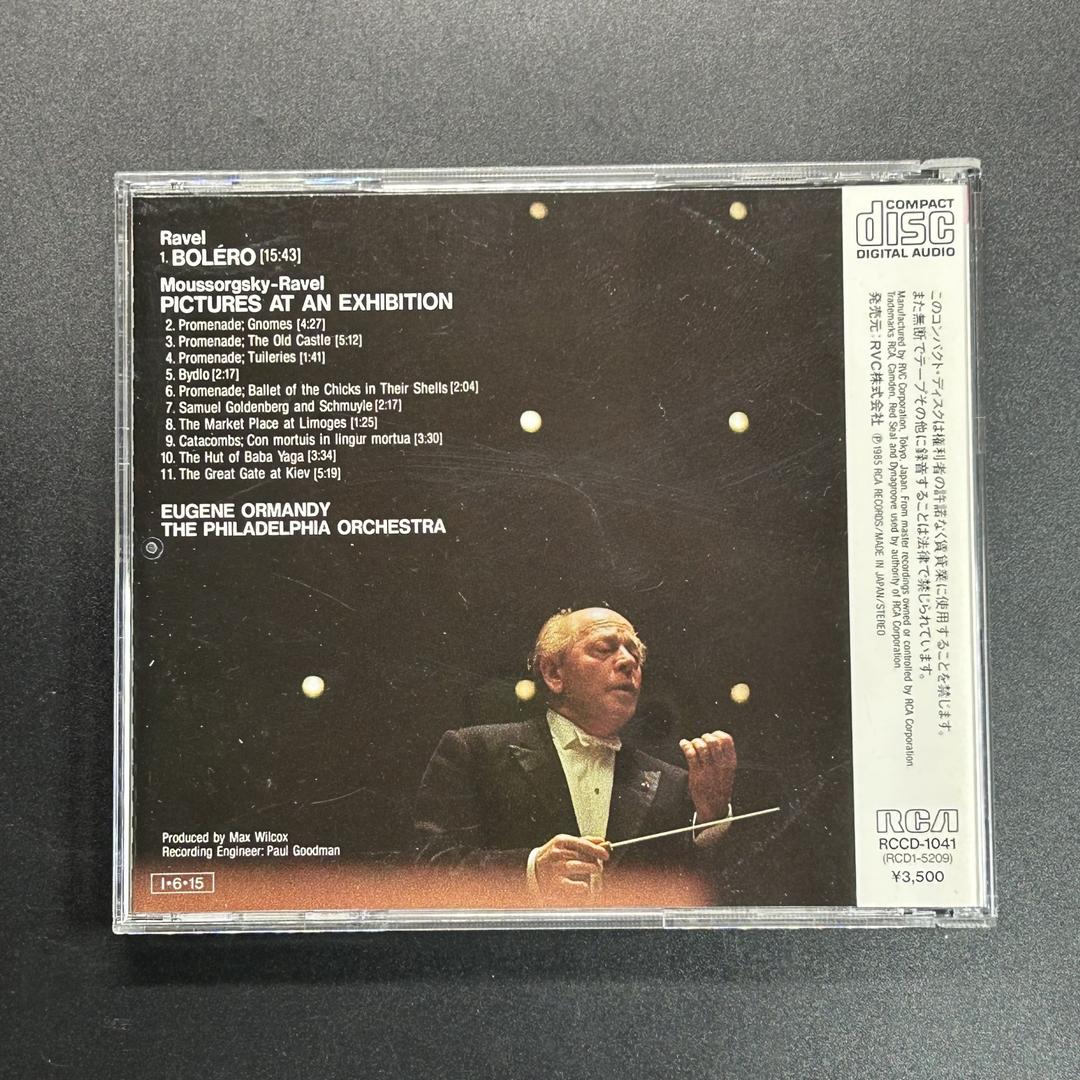 Ravel
1. BOLÉRO [15:43]
Moussorgsky-Ravel
PICTURES AT AN EXHIBITION
2. Promenade; Gnomes [4:27]
3. Promenade; The Old Castle [5:12]
4. Promenade; Tuileries [1:41]
5. Bydlo [2:17]
6. Promenade; Ballet of the Chicks in Their Shells [2:04]
7. Samuel Goldenberg and Schmuyle [2:17]
8. The Market Place at Limoges [1:25]
9. Catacombs; Con mortuis in lingur mortua [3:30]
10. The Hut of Baba Yaga [3:34]
11. The Great Gate at Kiev [5:19]
EUGENE ORMANDY
THE PHILADELPHIA ORCHESTRA
Produced by Max Wilcox
Recording Engineer: Paul Goodman
I•6•15
COMPACT
disc
DIGITAL AUDIO
このコンパクト・ディスクは権利者の許諾なく賃貸業に使用することを禁じます。
また無断でテープその他に録音することは法律で禁じられています。
Manufactured by RVC Corporation, Tokyo, Japan. From master recordings owned or controlled by RCA Corporation
Trademarks RCA, Camden, Red Seal and Dynagroove used by authority of RCA Corporation
発売元:RVC株式会社 ℗1985 RCA RECORDS/MADE IN JAPAN/STEREO
RCA
RCCD-1041
(RCD1-5209)
¥3,500